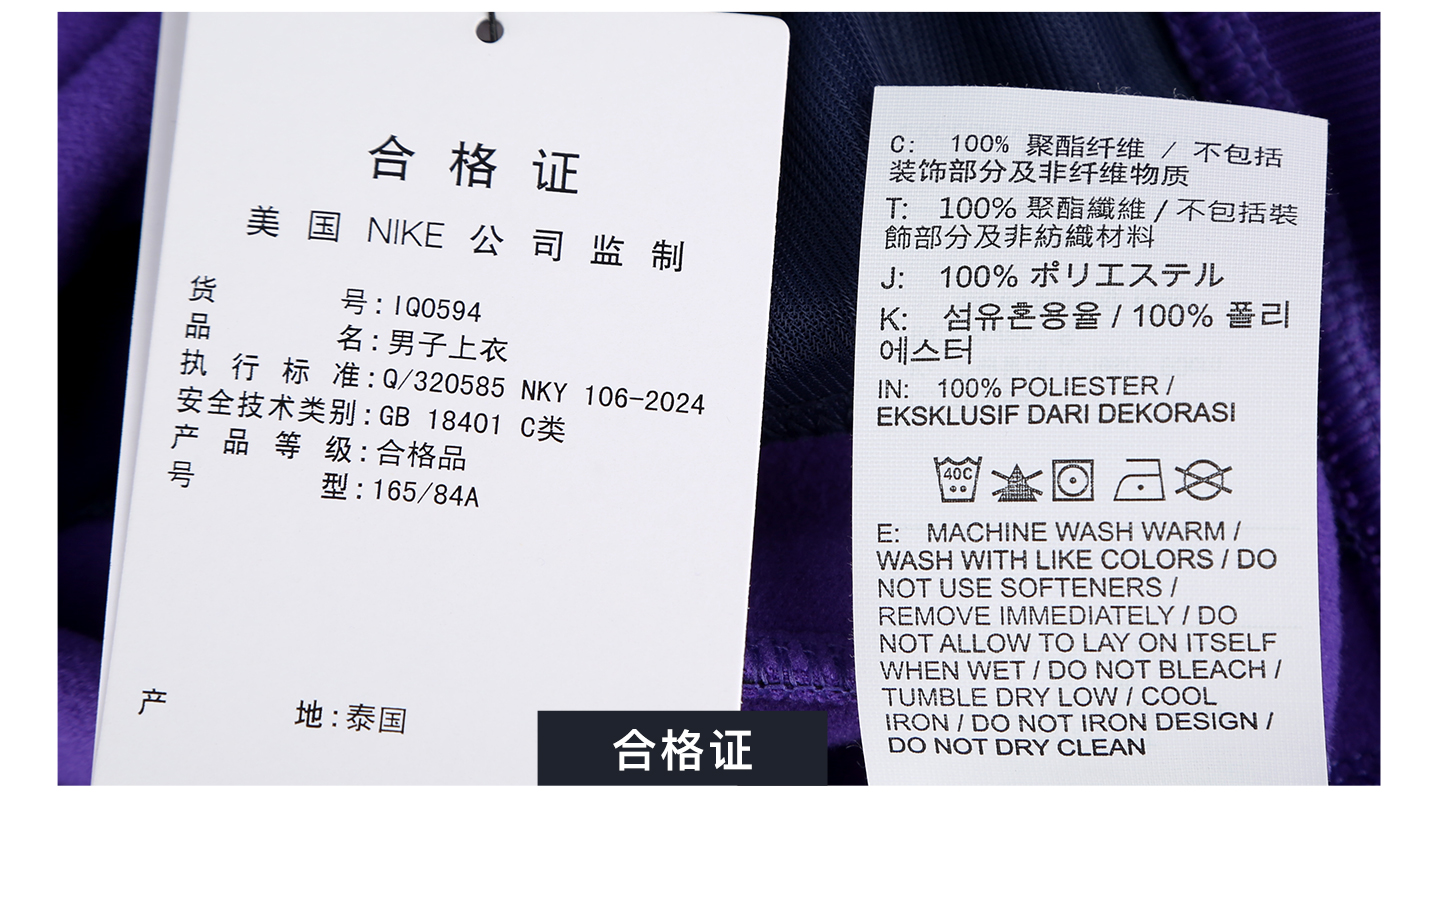 合格证
美国NIKE公司监制
货号:IQ0594
品名:男子上衣
执行标准:Q/320585 NKY 106-2024
安全技术类别:GB 18401 C类
产品等级:合格品
号型:165/84A
产地:泰国
合格证
C: 100% 聚酯纤维 / 不包括
装饰部分及非纤维物质
T: 100% 聚酯纖維 / 不包括裝
飾部分及非紡織材料
J: 100% ポリエステル
K: 섬유혼용율 / 100% 폴리
에스터
IN: 100% POLIESTER /
EKSKLUSIF DARI DEKORASI
40C
E: MACHINE WASH WARM /
WASH WITH LIKE COLORS / DO
NOT USE SOFTENERS /
REMOVE IMMEDIATELY / DO
NOT ALLOW TO LAY ON ITSELF
WHEN WET / DO NOT BLEACH /
TUMBLE DRY LOW / COOL
IRON / DO NOT IRON DESIGN /
DO NOT DRY CLEAN